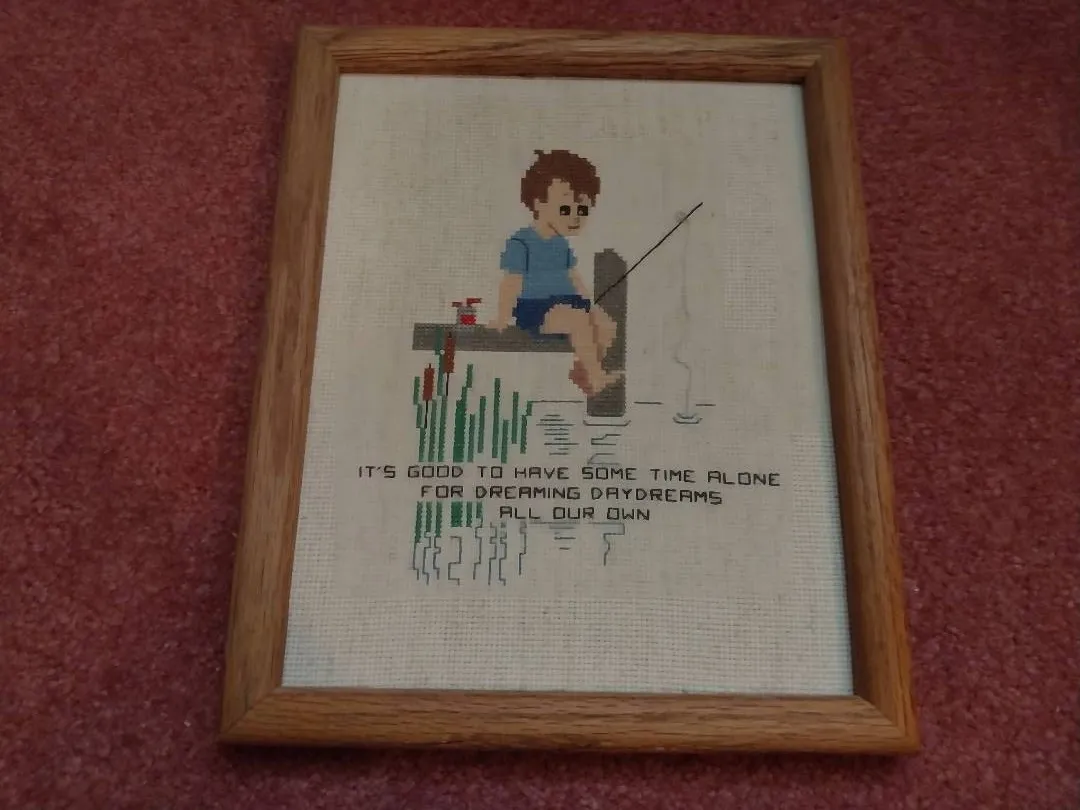 IT'S GOOD TO HAVE SOME TIME ALONE
FOR DREAMING DAYDREAMS
ALL OUR OWN